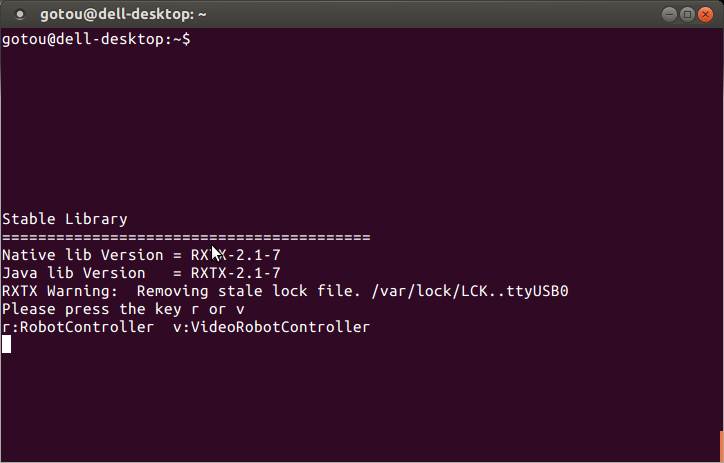 gotou@dell-desktop: ~
gotou@dell-desktop:~$
Stable Library
=========================================
Native lib Version = RXTX-2.1-7
Java lib Version   = RXTX-2.1-7
RXTX Warning:  Removing stale lock file. /var/lock/LCK..ttyUSB0
Please press the key r or v
r:RobotController  v:VideoRobotController